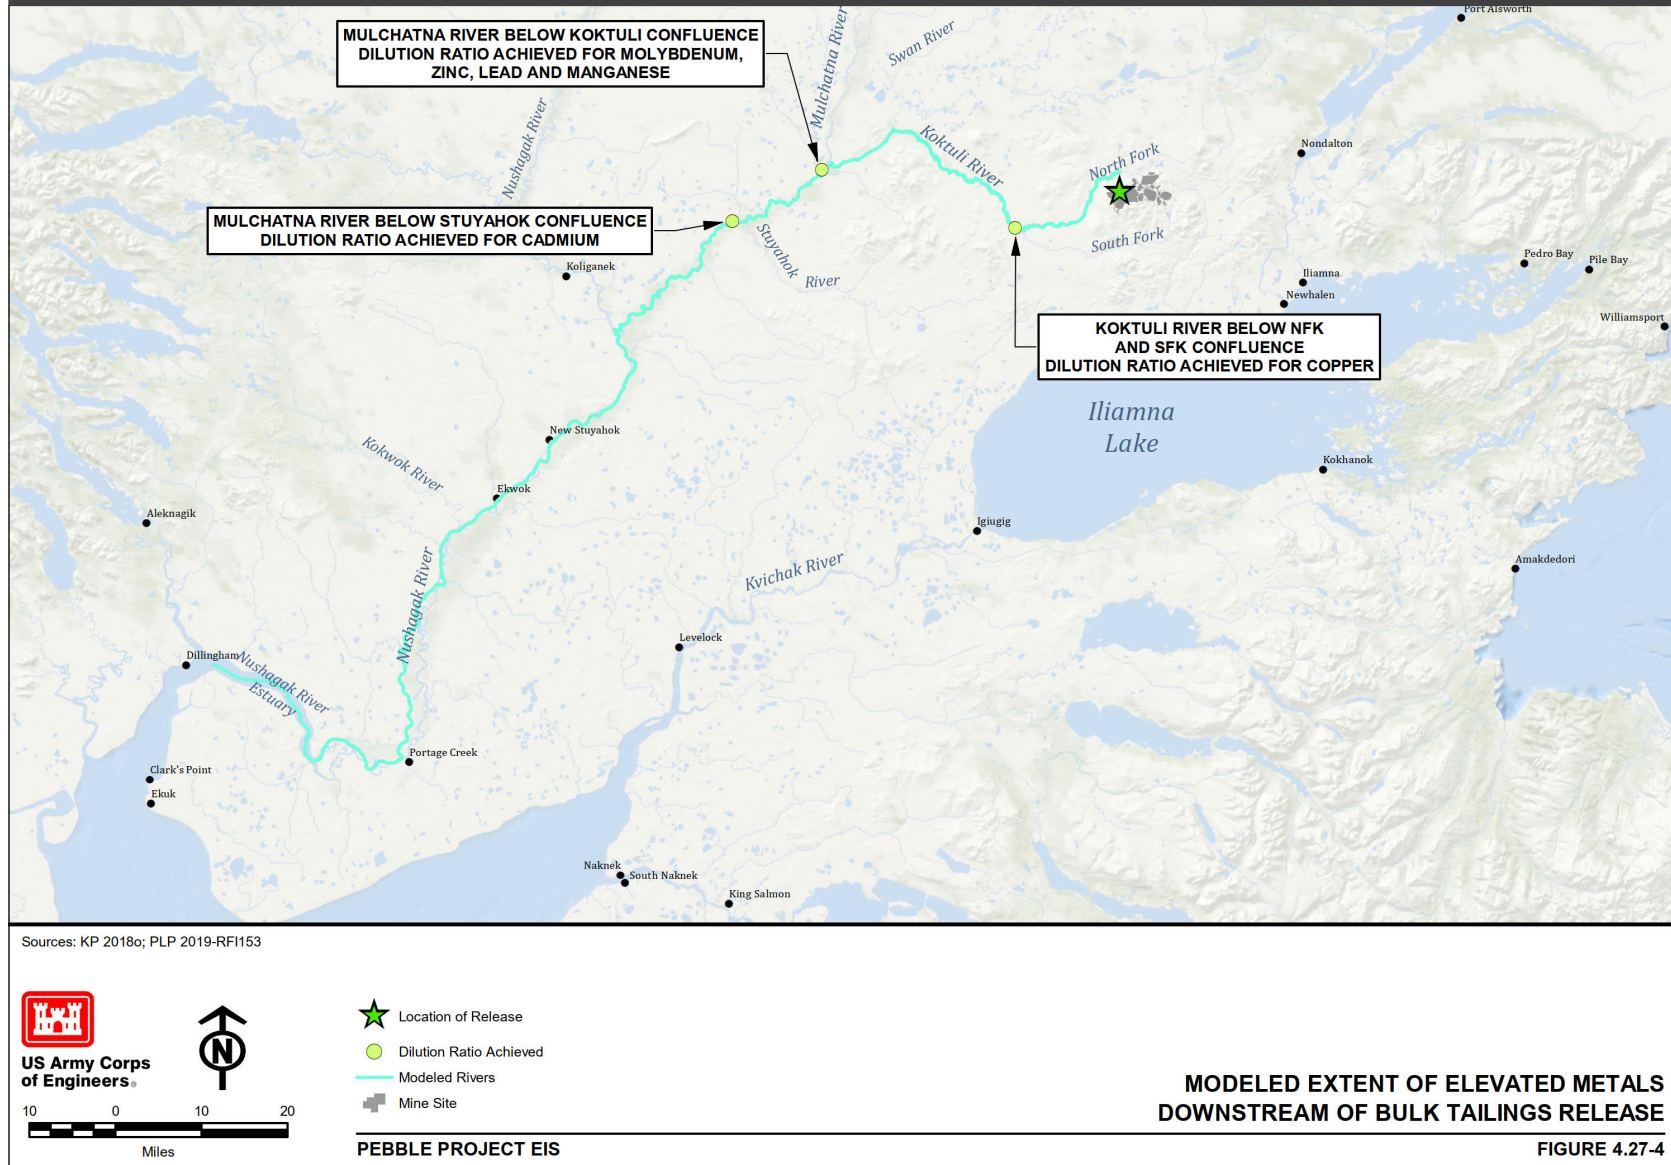 Port Alsworth
MULCHATNA RIVER BELOW KOKTULI CONFLUENCE
DILUTION RATIO ACHIEVED FOR MOLYBDENUM,
ZINC, LEAD AND MANGANESE
Mulchatna River
Swan River
Nushagak River
Koktuli River
North Fork
Nondalton
MULCHATNA RIVER BELOW STUYAHOK CONFLUENCE
DILUTION RATIO ACHIEVED FOR CADMIUM
Stuyahok
River
South Fork
Koliganek
Pedro Bay
Pile Bay
Iliamna
Newhalen
Williamsport
KOKTULI RIVER BELOW NFK
AND SFK CONFLUENCE
DILUTION RATIO ACHIEVED FOR COPPER
Iliamna
Lake
New Stuyahok
Kokwok River
Kokhanok
Ekwok
Aleknagik
Igiugig
Nushagak River
Kvichak River
Amakdedori
Levelock
Dillingham
Nushagak River
Estuary
Portage Creek
Clark's Point
Ekuk
Naknek
South Naknek
King Salmon
Sources: KP 2018o; PLP 2019-RFI153
US Army Corps
of Engineers®
N
10 0 10 20
Miles
Location of Release
Dilution Ratio Achieved
Modeled Rivers
Mine Site
MODELED EXTENT OF ELEVATED METALS
DOWNSTREAM OF BULK TAILINGS RELEASE
PEBBLE PROJECT EIS
FIGURE 4.27-4